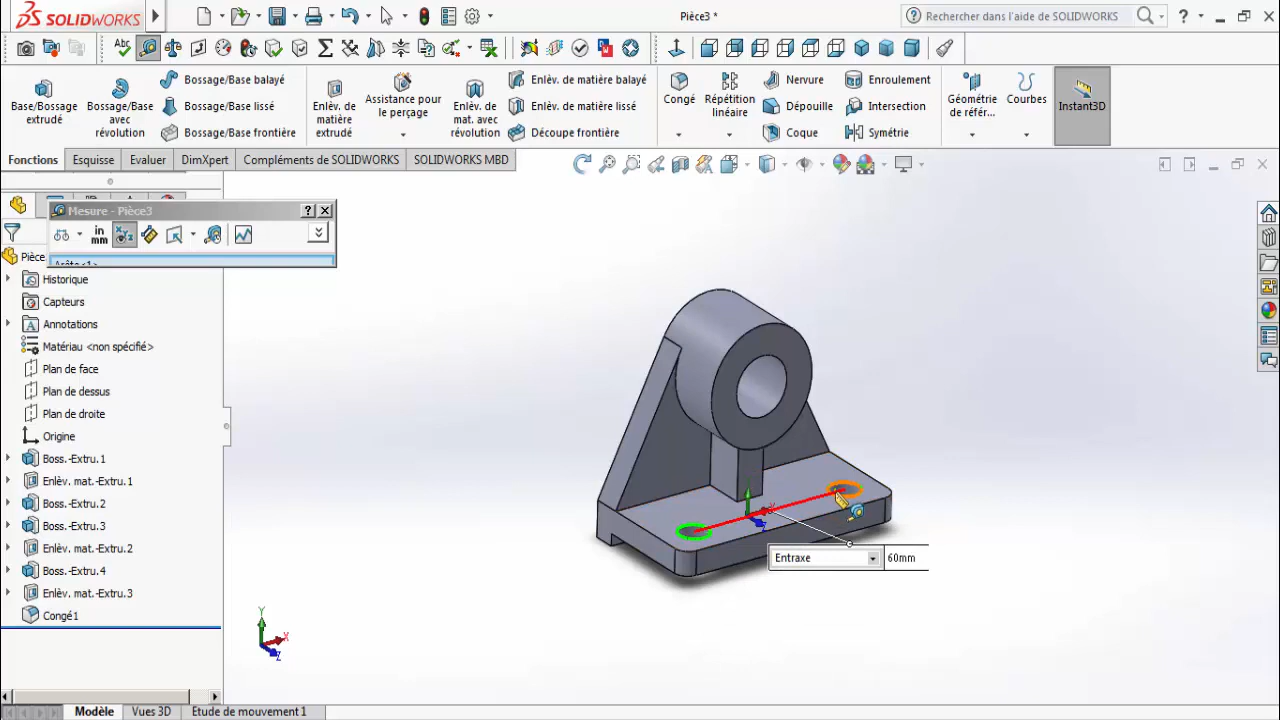 SOLIDWORKS
Pièce3 *
Rechercher dans l'aide de SOLIDWORKS
?
Abc
Base/Bossage extrudé
Bossage/Base avec révolution
Bossage/Base balayé
Bossage/Base lissé
Bossage/Base frontière
Enlèv. de matière extrudé
Assistance pour le perçage
Enlèv. de mat. avec révolution
Enlèv. de matière balayé
Enlèv. de matière lissé
Découpe frontière
Congé
Répétition linéaire
Nervure
Dépouille
Coque
Enroulement
Intersection
Symétrie
Géométrie de référ...
Courbes
Instant3D
Fonctions
Esquisse
Evaluer
DimXpert
Compléments de SOLIDWORKS
SOLIDWORKS MBD
Mesure - Pièce3
?
in
mm
Arête<1>
Pièce
Historique
Capteurs
Annotations
Matériau <non spécifié>
Plan de face
Plan de dessus
Plan de droite
Origine
Boss.-Extru.1
Enlèv. mat.-Extru.1
Boss.-Extru.2
Boss.-Extru.3
Enlèv. mat.-Extru.2
Boss.-Extru.4
Enlèv. mat.-Extru.3
Congé1
Entraxe
60mm
Y
X
Z
Modèle
Vues 3D
Etude de mouvement 1